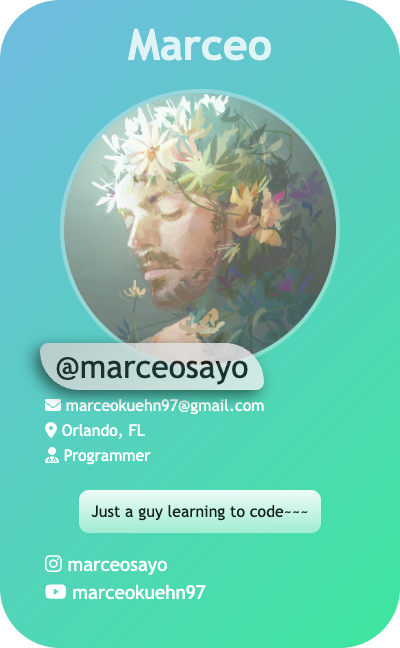 Marceo
@marceosayo
marceokuehn97@gmail.com
Orlando, FL
Programmer
Just a guy learning to code~~~
marceosayo
marceokuehn97